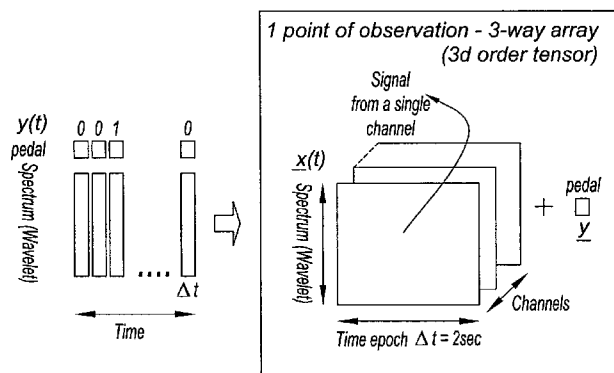 1 point of observation - 3-way array
(3d order tensor)
Signal
from a single
channel
y(t)
0 0 1 0
pedal
Spectrum (Wavelet)
....
Δt
Time
x(t)
Spectrum (Wavelet)
+
pedal
y
Channels
Time epoch Δt = 2sec